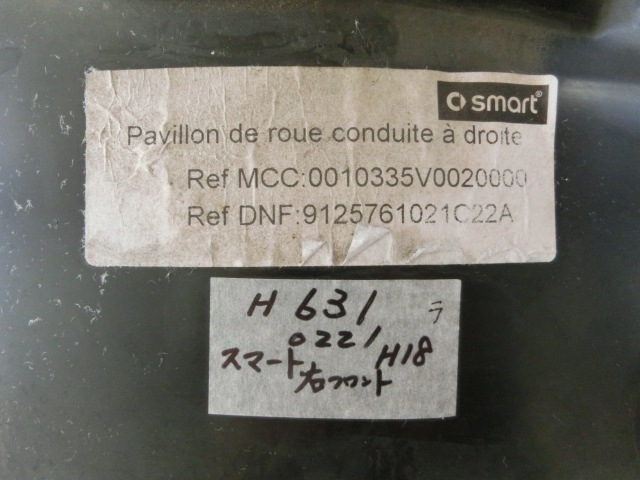 smart®
Pavillon de roue conduite à droite
Ref MCC:0010335V0020000
Ref DNF:9125761021C22A
H 631 ラ
0221
スマート H18
右フロント